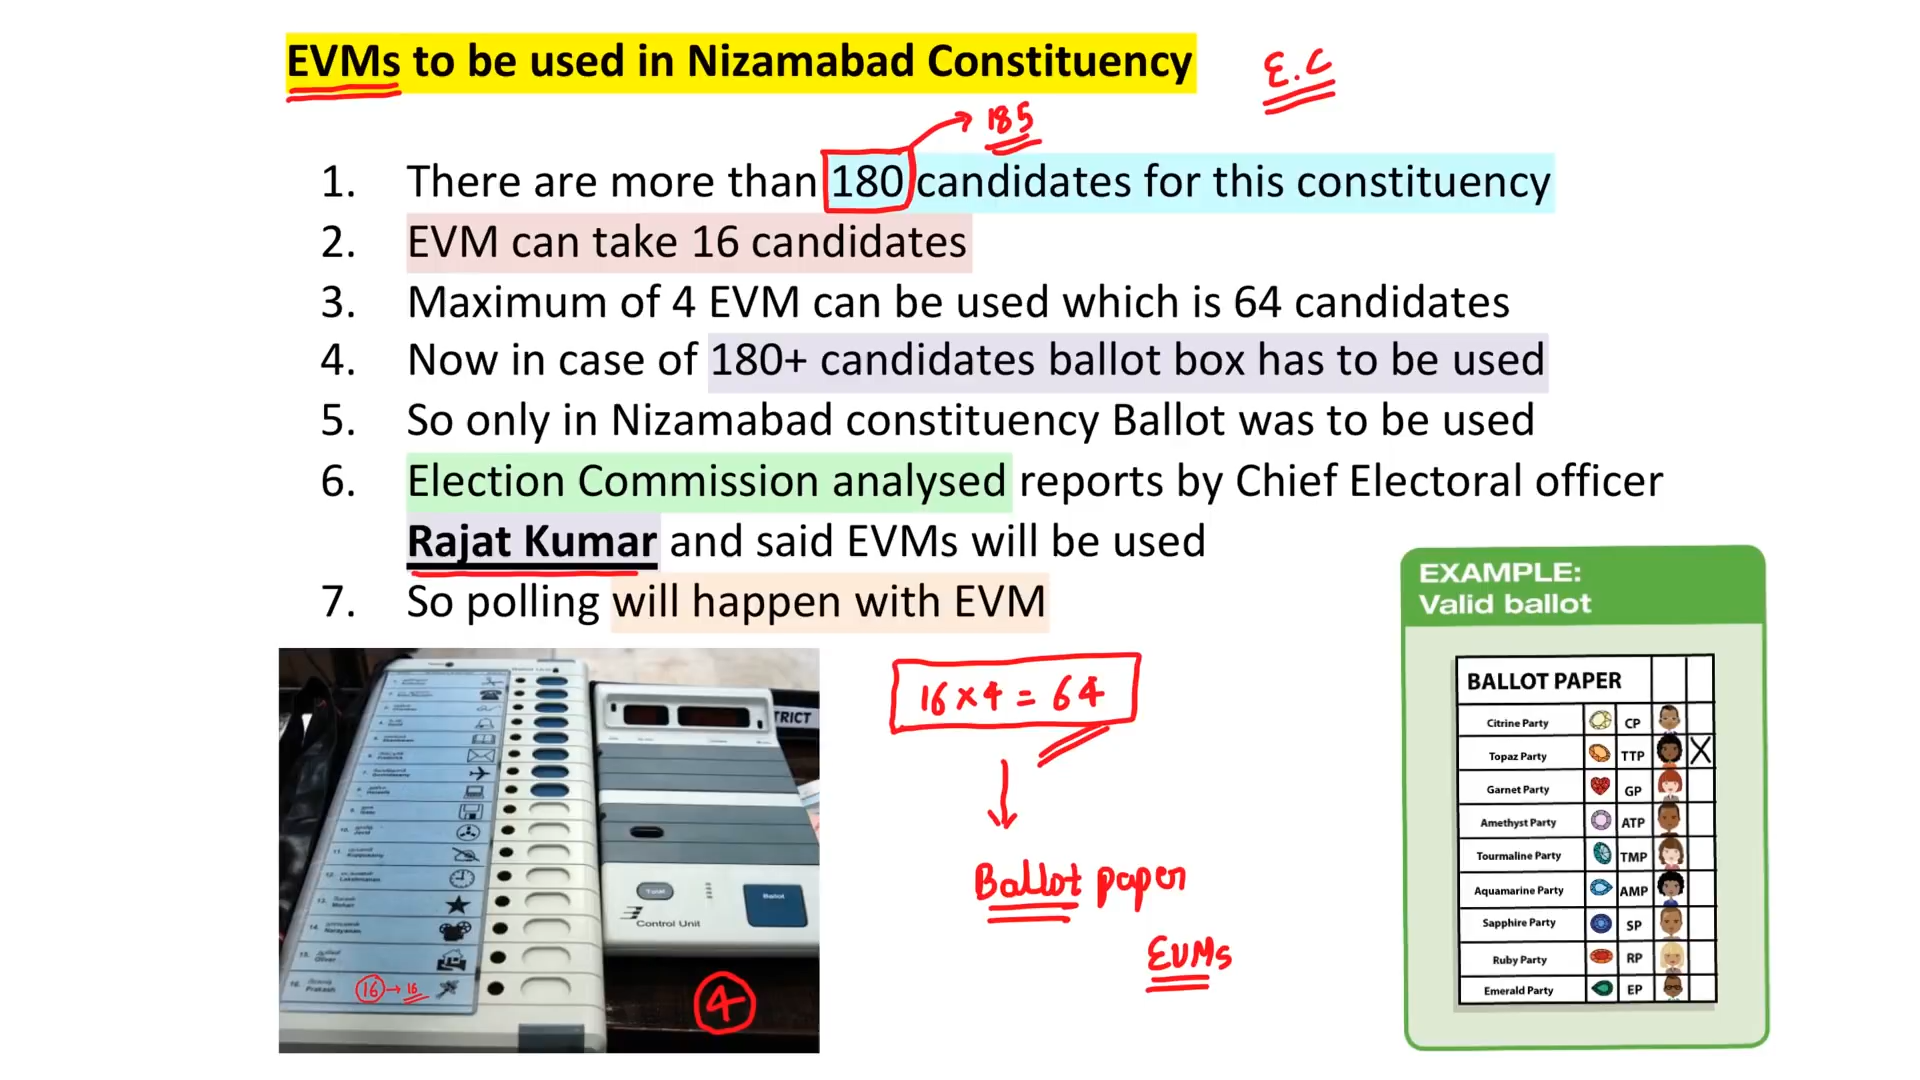 EVMs to be used in Nizamabad Constituency
E.C
185
1. There are more than 180 candidates for this constituency
2. EVM can take 16 candidates
3. Maximum of 4 EVM can be used which is 64 candidates
4. Now in case of 180+ candidates ballot box has to be used
5. So only in Nizamabad constituency Ballot was to be used
6. Election Commission analysed reports by Chief Electoral officer
Rajat Kumar and said EVMs will be used
7. So polling will happen with EVM
16 x 4 = 64
Ballot paper
EVMs
TRICT
Total
Ballot
Control Unit
16 → 16
4
EXAMPLE:
Valid ballot
BALLOT PAPER
Citrine Party CP
Topaz Party TTP X
Garnet Party GP
Amethyst Party ATP
Tourmaline Party TMP
Aquamarine Party AMP
Sapphire Party SP
Ruby Party RP
Emerald Party EP